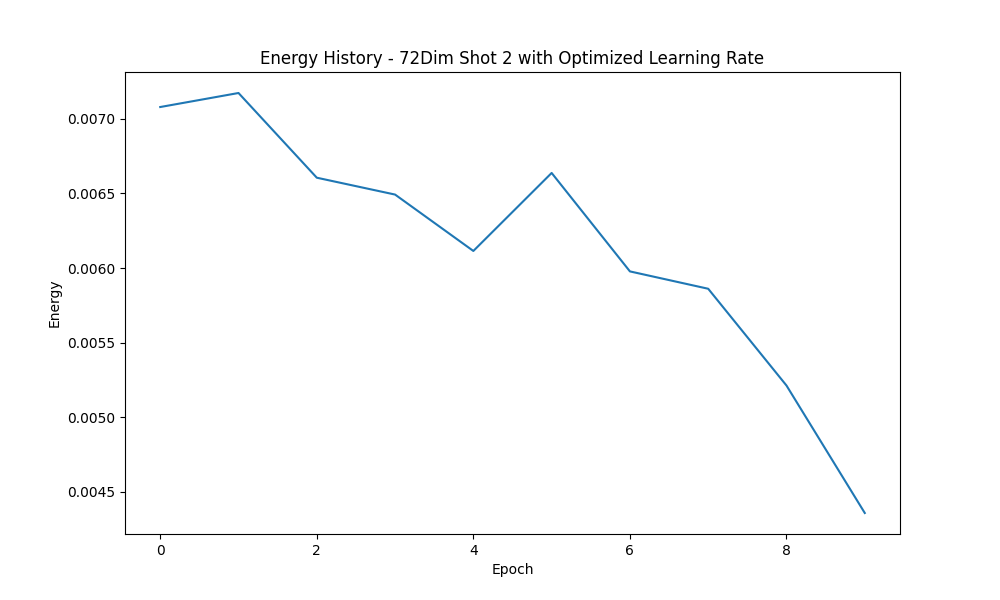 Energy History - 72Dim Shot 2 with Optimized Learning Rate
0.0070
0.0065
0.0060
0.0055
0.0050
0.0045
Energy
0 2 4 6 8
Epoch